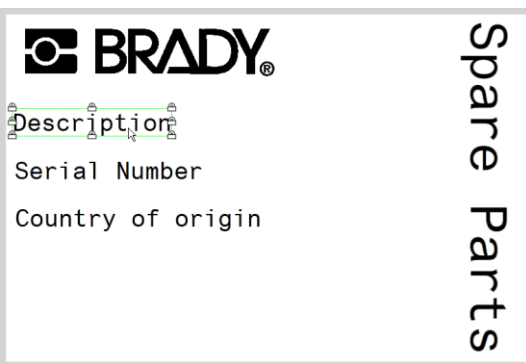 BRADY®
Description
Serial Number
Country of origin
Spare Parts